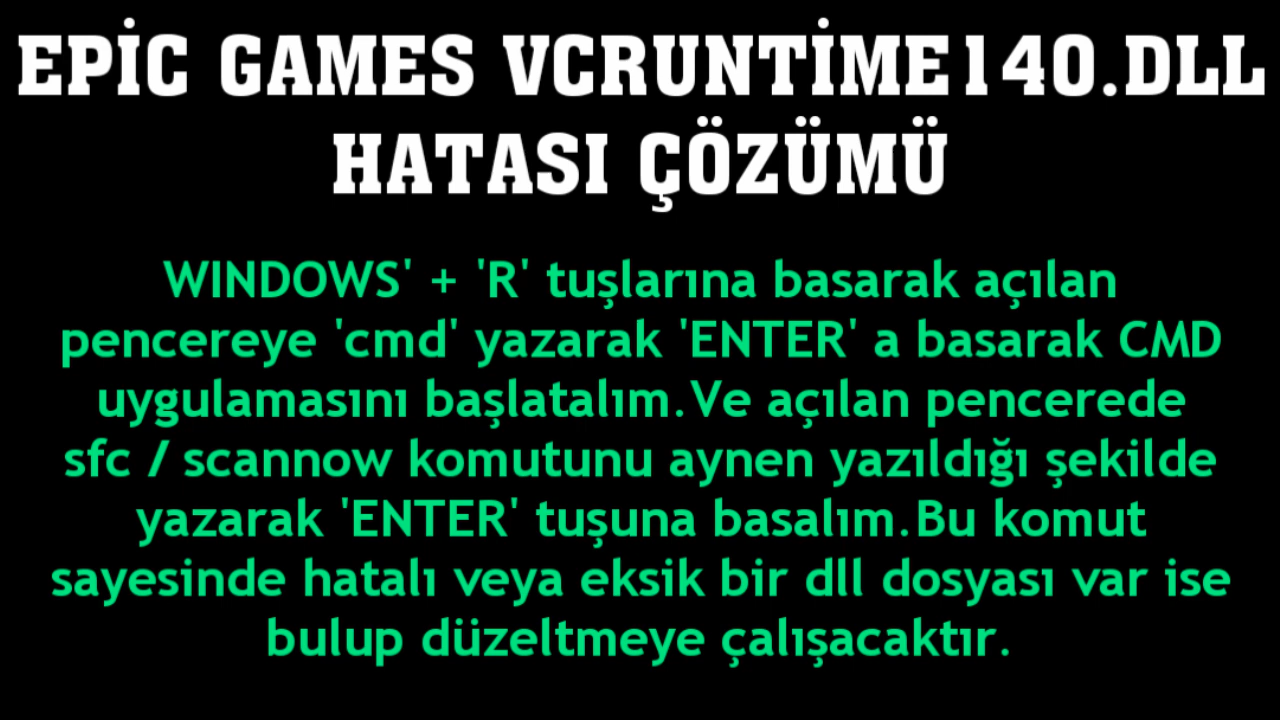 EPİC GAMES VCRUNTİME140.DLL
HATASI ÇÖZÜMÜ
WINDOWS' + 'R' tuşlarına basarak açılan
pencereye 'cmd' yazarak 'ENTER' a basarak CMD
uygulamasını başlatalım.Ve açılan pencerede
sfc / scannow komutunu aynen yazıldığı şekilde
yazarak 'ENTER' tuşuna basalım.Bu komut
sayesinde hatalı veya eksik bir dll dosyası var ise
bulup düzeltmeye çalışacaktır.